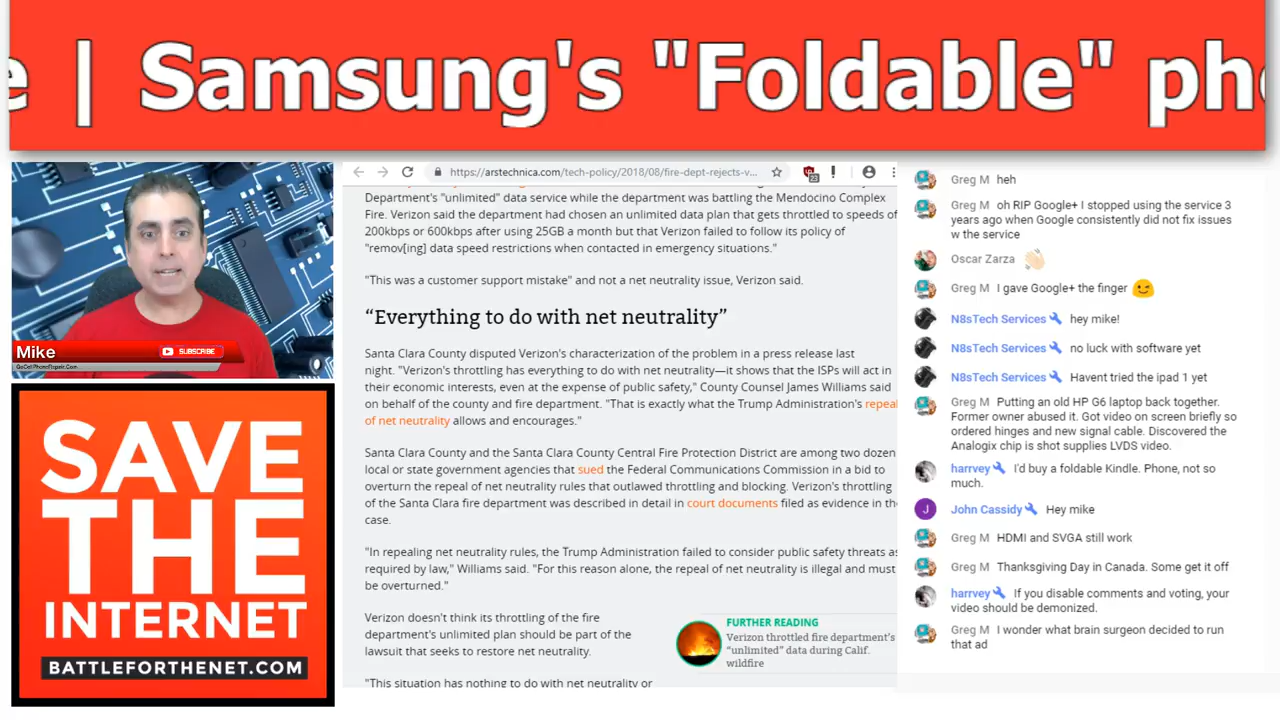 e | Samsung's "Foldable" pho
https://arstechnica.com/tech-policy/2018/08/fire-dept-rejects-v...
23
Department's "unlimited" data service while the department was battling the Mendocino Complex
Fire. Verizon said the department had chosen an unlimited data plan that gets throttled to speeds of
200kbps or 600kbps after using 25GB a month but that Verizon failed to follow its policy of
"remov[ing] data speed restrictions when contacted in emergency situations."
"This was a customer support mistake" and not a net neutrality issue, Verizon said.
“Everything to do with net neutrality”
Santa Clara County disputed Verizon's characterization of the problem in a press release last
night. "Verizon's throttling has everything to do with net neutrality—it shows that the ISPs will act in
their economic interests, even at the expense of public safety," County Counsel James Williams said
on behalf of the county and fire department. "That is exactly what the Trump Administration's repeal
of net neutrality allows and encourages."
Santa Clara County and the Santa Clara County Central Fire Protection District are among two dozen
local or state government agencies that sued the Federal Communications Commission in a bid to
overturn the repeal of net neutrality rules that outlawed throttling and blocking. Verizon's throttling
of the Santa Clara fire department was described in detail in court documents filed as evidence in the
case.
"In repealing net neutrality rules, the Trump Administration failed to consider public safety threats as
required by law," Williams said. "For this reason alone, the repeal of net neutrality is illegal and must
be overturned."
Verizon doesn't think its throttling of the fire
department's unlimited plan should be part of the
lawsuit that seeks to restore net neutrality.
"This situation has nothing to do with net neutrality or
FURTHER READING
Verizon throttled fire department's
"unlimited" data during Calif.
wildfire
Mike
SUBSCRIBE
GoCellPhoneRepair.Com
SAVE
THE
INTERNET
BATTLEFORTHENET.COM
Greg M heh
Greg M oh RIP Google+ I stopped using the service 3
years ago when Google consistently did not fix issues
w the service
Oscar Zarza 👏🏻
Greg M I gave Google+ the finger 😉
N8sTech Services hey mike!
N8sTech Services no luck with software yet
N8sTech Services Havent tried the ipad 1 yet
Greg M Putting an old HP G6 laptop back together.
Former owner abused it. Got video on screen briefly so
ordered hinges and new signal cable. Discovered the
Analogix chip is shot supplies LVDS video.
harrvey I'd buy a foldable Kindle. Phone, not so
much.
J
John Cassidy Hey mike
Greg M HDMI and SVGA still work
Greg M Thanksgiving Day in Canada. Some get it off
harrvey If you disable comments and voting, your
video should be demonized.
Greg M I wonder what brain surgeon decided to run
that ad